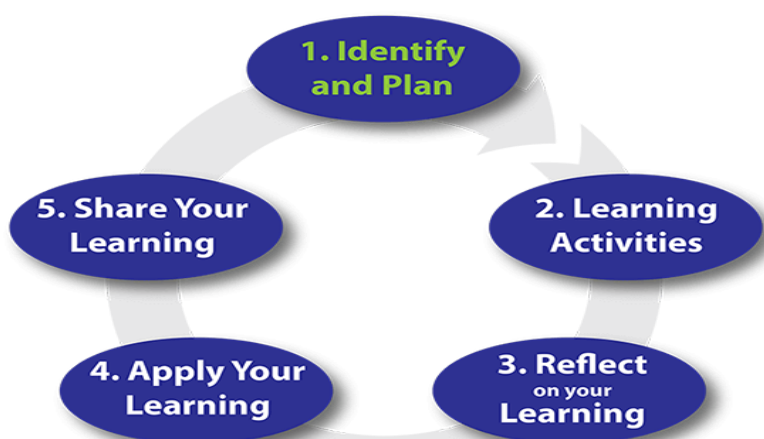 1. Identify
and Plan
2. Learning
Activities
3. Reflect
on your
Learning
4. Apply Your
Learning
5. Share Your
Learning